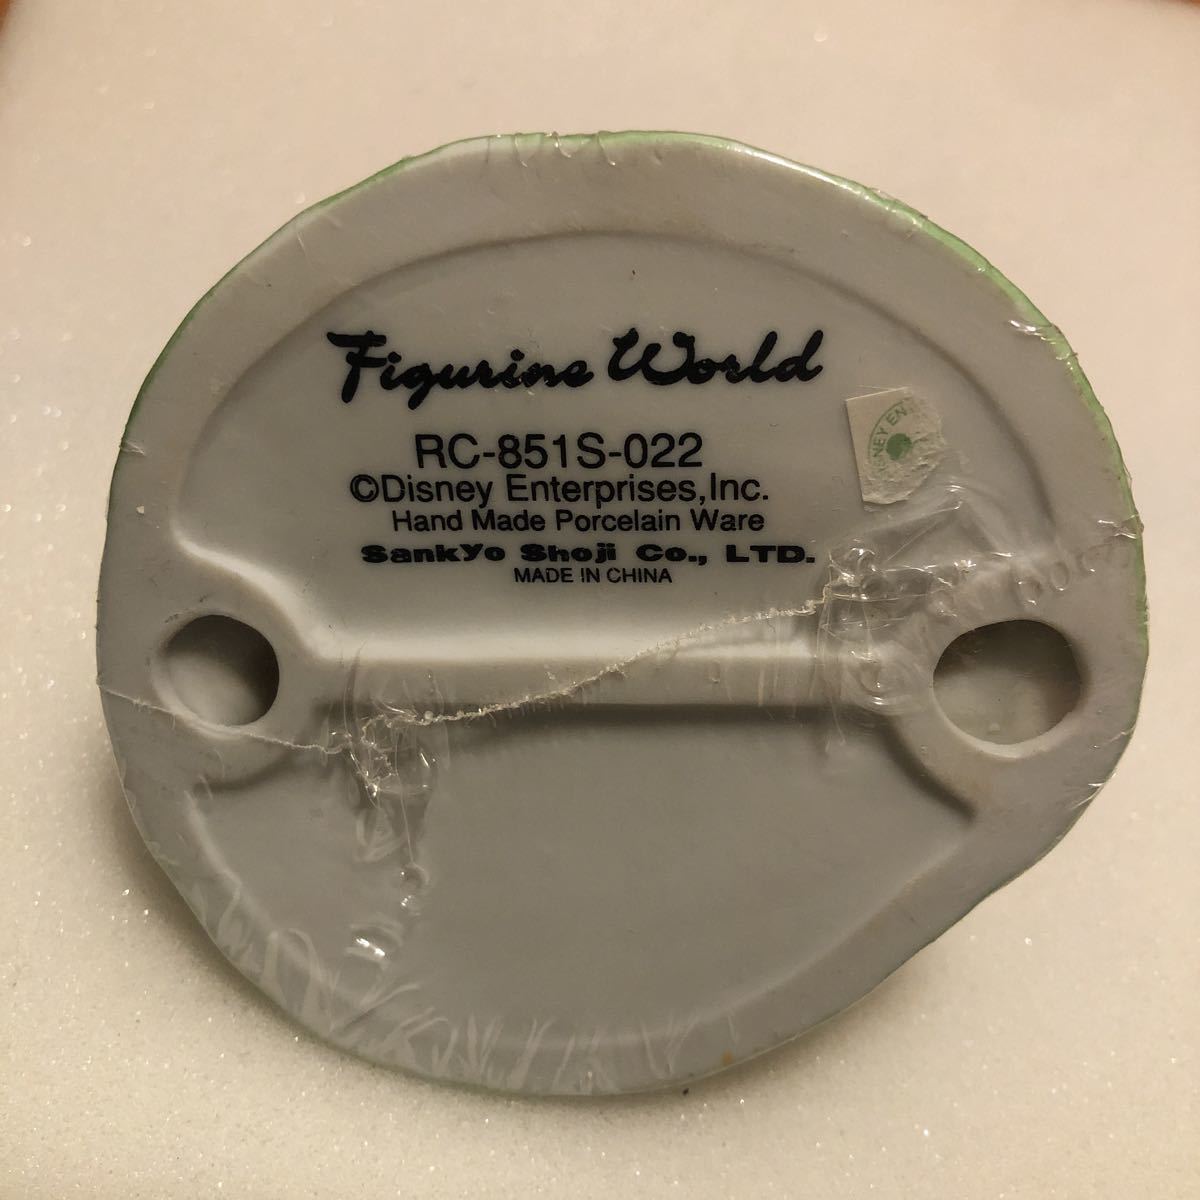 Figurine World
RC-851S-022
©Disney Enterprises,Inc.
Hand Made Porcelain Ware
Sankyo Shoji Co., LTD.
MADE IN CHINA